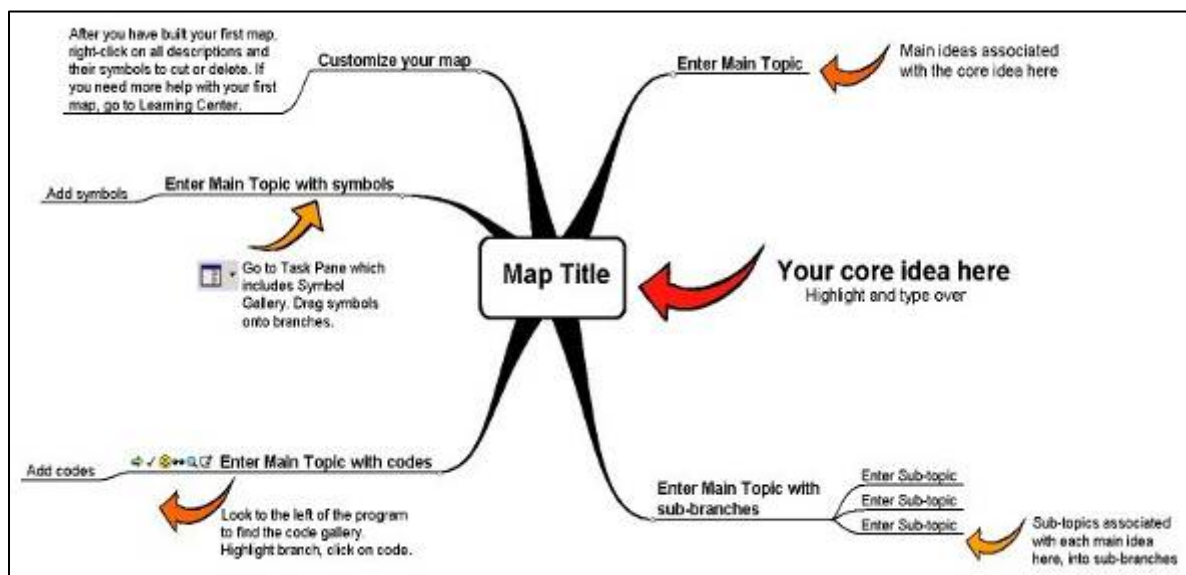 After you have built your first map,
right-click on all descriptions and
their symbols to cut or delete. If
you need more help with your first
map, go to Learning Center.
Customize your map
Enter Main Topic
Main ideas associated
with the core idea here
Add symbols
Enter Main Topic with symbols
Go to Task Pane which
includes Symbol
Gallery. Drag symbols
onto branches.
Map Title
Your core idea here
Highlight and type over
Add codes
Enter Main Topic with codes
Look to the left of the program
to find the code gallery.
Highlight branch, click on code.
Enter Main Topic with
sub-branches
Enter Sub-topic
Enter Sub-topic
Enter Sub-topic
Sub-topics associated
with each main idea
here, into sub-branches